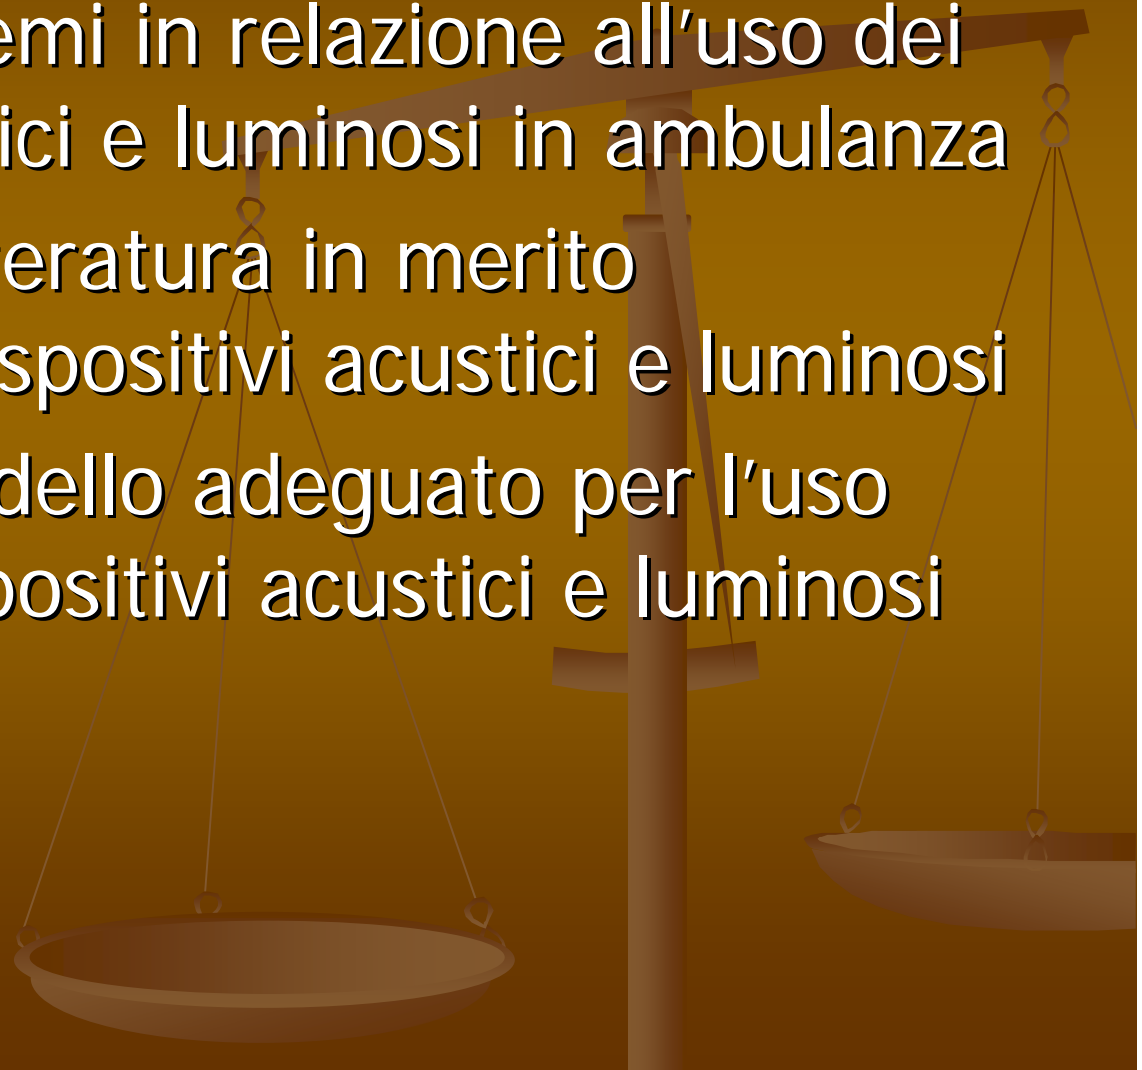 emi in relazione all'uso dei
ici e luminosi in ambulanza
eratura in merito
spositivi acustici e luminosi
dello adeguato per l'uso
positivi acustici e luminosi